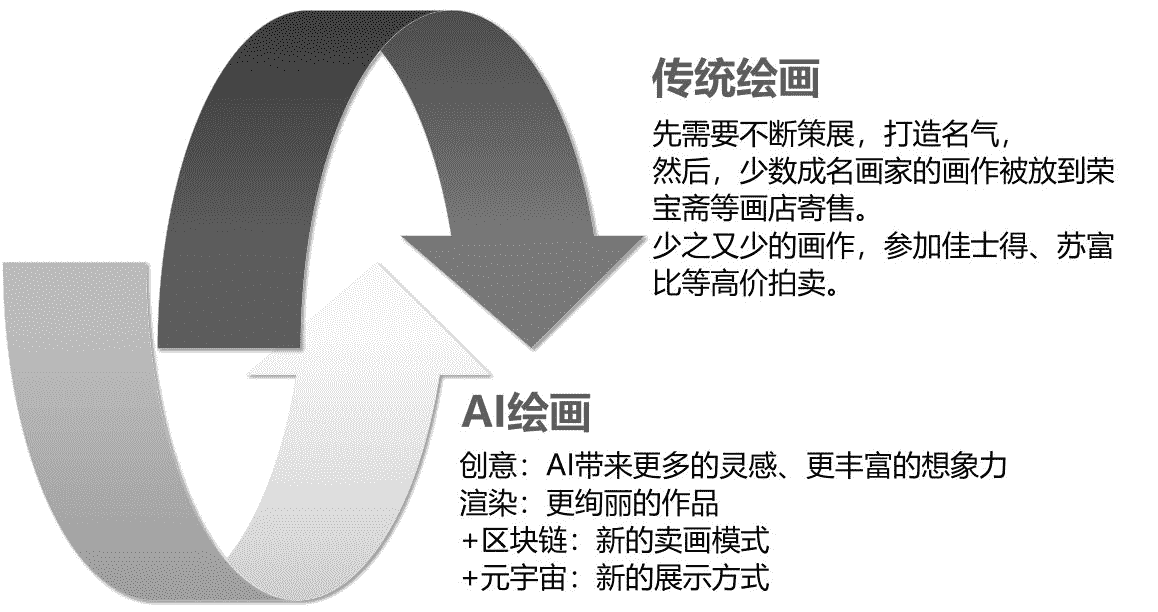 传统绘画
先需要不断策展，打造名气，
然后，少数成名画家的画作被放到荣
宝斋等画店寄售。
少之又少的画作，参加佳士得、苏富
比等高价拍卖。
AI绘画
创意：AI带来更多的灵感、更丰富的想象力
渲染：更绚丽的作品
+区块链：新的卖画模式
+元宇宙：新的展示方式